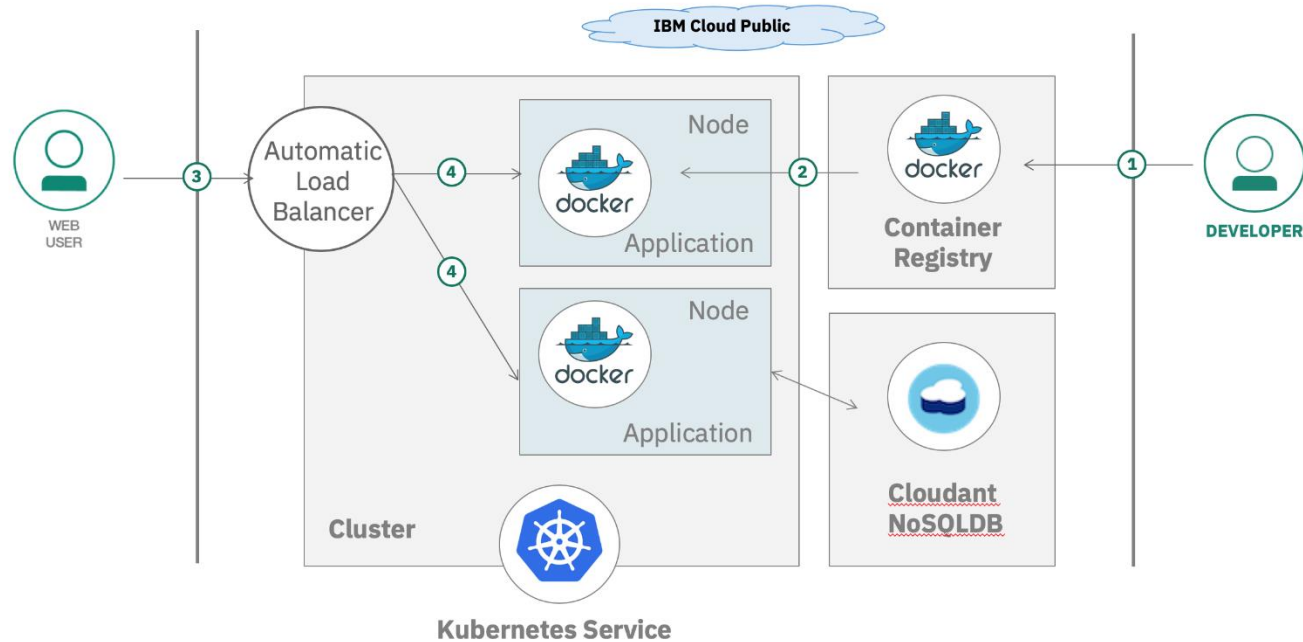 IBM Cloud Public
WEB
USER
3
Automatic
Load
Balancer
4
4
Node
docker
Application
Node
docker
Application
2
docker
Container
Registry
1
DEVELOPER
Cloudant
NoSQLDB
Cluster
Kubernetes Service